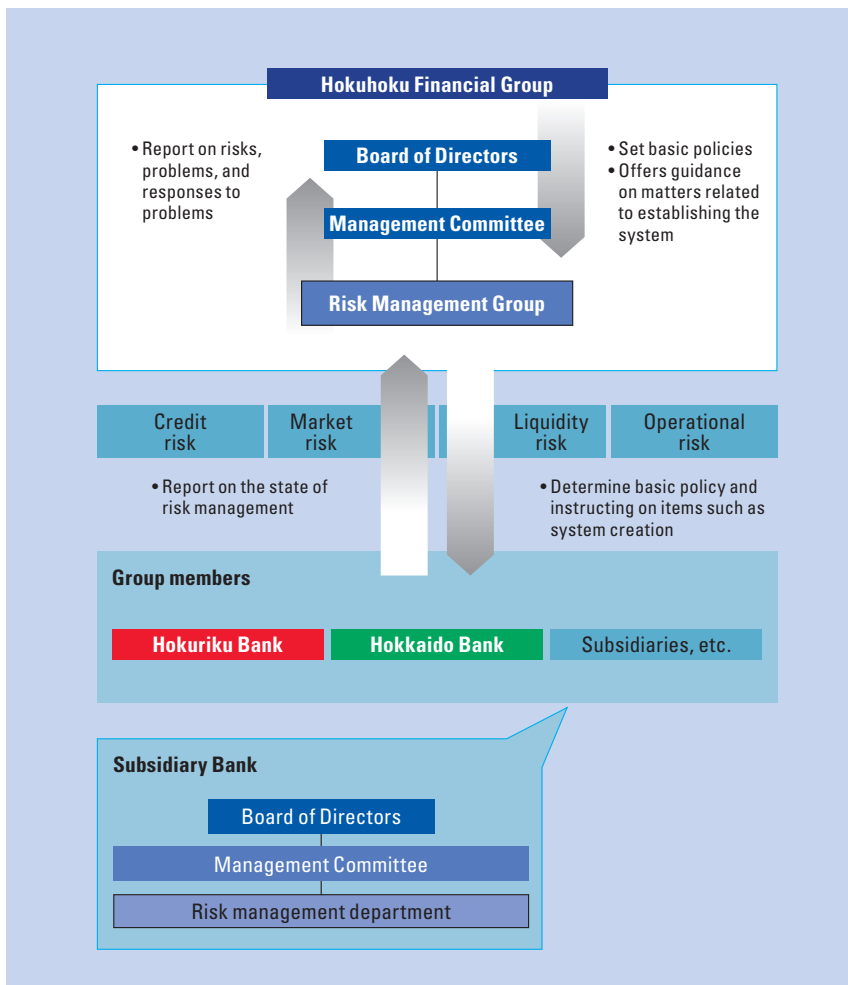 Hokuhoku Financial Group
• Report on risks,
problems, and
responses to
problems
Board of Directors
Management Committee
Risk Management Group
• Set basic policies
• Offers guidance
on matters related
to establishing the
system
Credit
risk
Market
risk
Liquidity
risk
Operational
risk
• Report on the state of
risk management
• Determine basic policy and
instructing on items such as
system creation
Group members
Hokuriku Bank
Hokkaido Bank
Subsidiaries, etc.
Subsidiary Bank
Board of Directors
Management Committee
Risk management department